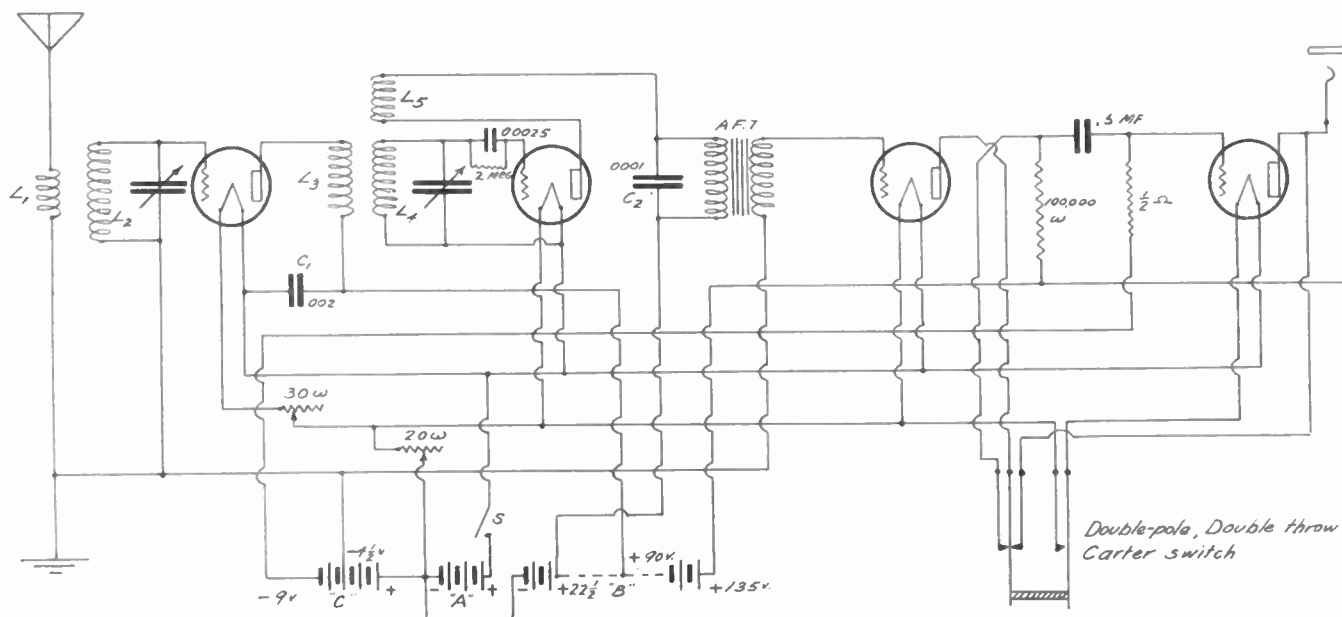 L5
.00025
A.F.T
.5 MF
L1
L2
L3
L4
2 MEG
.0001
C2
100,000
ω
½ Ω
C1
.002
30 ω
20 ω
S
-4½ v
-9v
"C"
+
-
"A"
+
-
+22½
"B"
+90v.
+135v.
Double-pole, Double throw
Carter switch